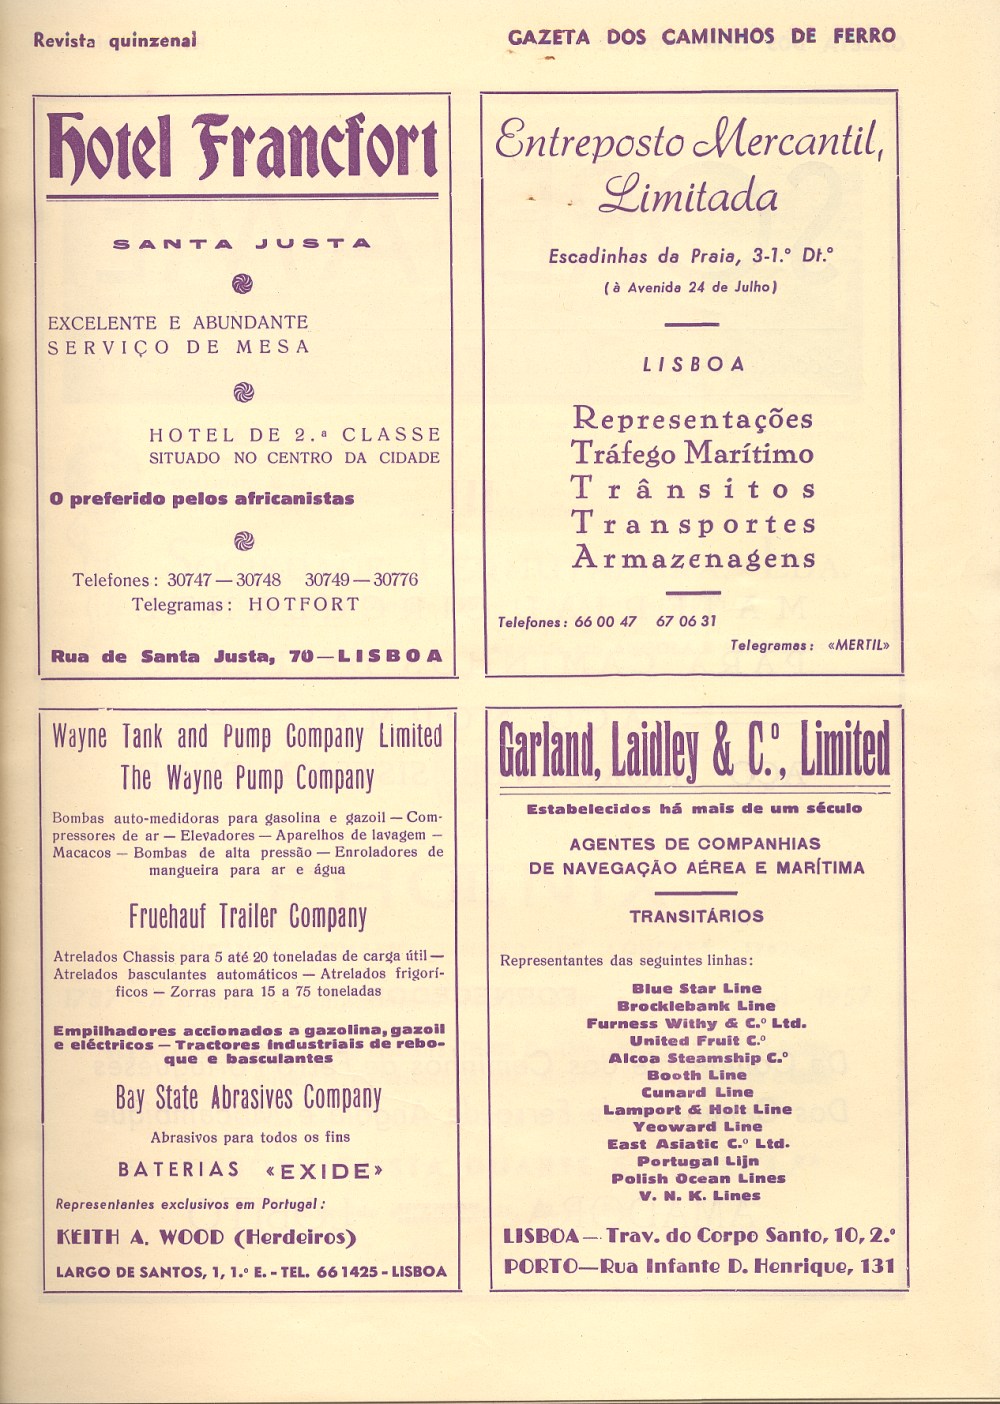 Revista quinzenal
GAZETA DOS CAMINHOS DE FERRO
Hotel Francfort
SANTA JUSTA
EXCELENTE E ABUNDANTE
SERVIÇO DE MESA
HOTEL DE 2.ª CLASSE
SITUADO NO CENTRO DA CIDADE
O preferido pelos africanistas
Telefones: 30747—30748 30749—30776
Telegramas: HOTFORT
Rua de Santa Justa, 70—LISBOA
Entreposto Mercantil,
Limitada
Escadinhas da Praia, 3-1.º Dt.º
(à Avenida 24 de Julho)
LISBOA
Representações
Tráfego Marítimo
Trânsitos
Transportes
Armazenagens
Telefones: 66 00 47 67 06 31
Telegramas: «MERTIL»
Wayne Tank and Pump Company Limited
The Wayne Pump Company
Bombas auto-medidoras para gasolina e gazoil — Com-
pressores de ar — Elevadores — Aparelhos de lavagem —
Macacos — Bombas de alta pressão — Enroladores de
mangueira para ar e água
Fruehauf Trailer Company
Atrelados Chassis para 5 até 20 toneladas de carga útil —
Atrelados basculantes automáticos — Atrelados frigorí-
ficos — Zorras para 15 a 75 toneladas
Empilhadores accionados a gazolina, gazoil
e eléctricos — Tractores industriais de rebo-
que e basculantes
Bay State Abrasives Company
Abrasivos para todos os fins
BATERIAS «EXIDE»
Representantes exclusivos em Portugal:
KEITH A. WOOD (Herdeiros)
LARGO DE SANTOS, 1, 1.º E. - TEL. 661425 - LISBOA
Garland, Laidley & C.º, Limited
Estabelecidos há mais de um século
AGENTES DE COMPANHIAS
DE NAVEGAÇÃO AÉREA E MARÍTIMA
TRANSITÁRIOS
Representantes das seguintes linhas:
Blue Star Line
Brocklebank Line
Furness Withy & C.º Ltd.
United Fruit C.º
Alcoa Steamship C.º
Booth Line
Cunard Line
Lamport & Holt Line
Yeoward Line
East Asiatic C.º Ltd.
Portugal Lijn
Polish Ocean Lines
V. N. K. Lines
LISBOA — Trav. do Corpo Santo, 10, 2.º
PORTO—Rua Infante D. Henrique, 131